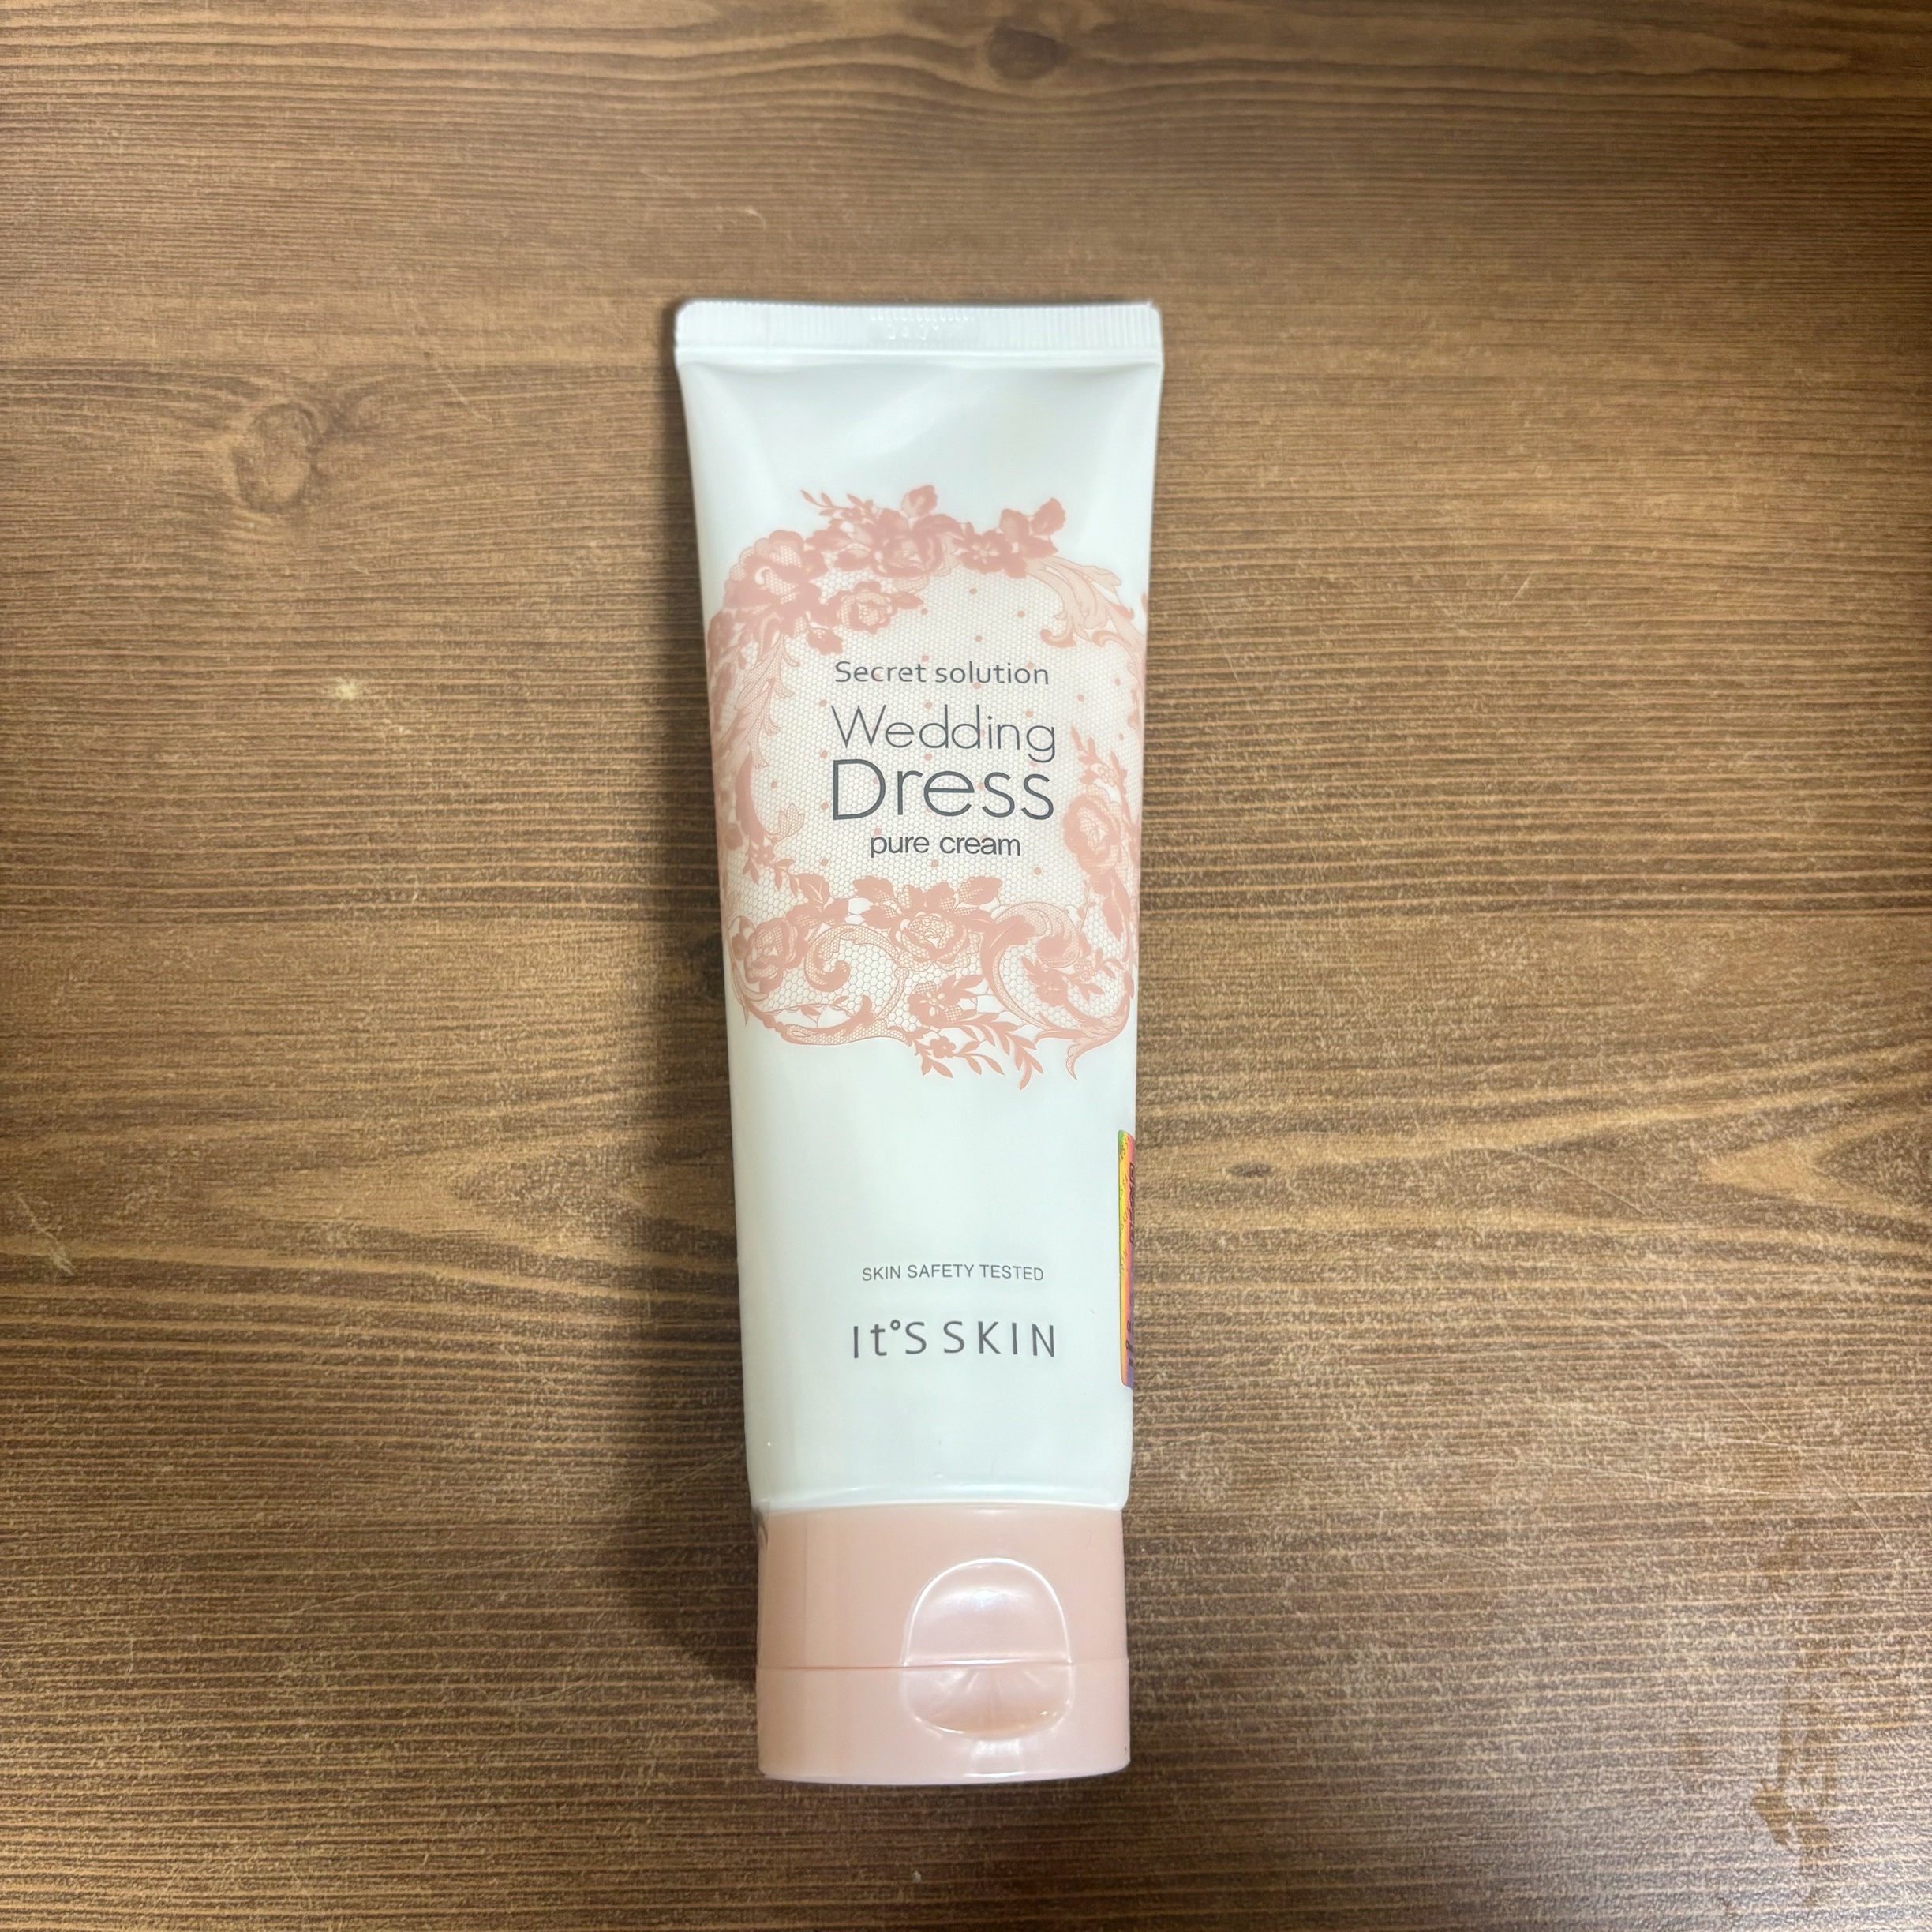 Secret solution
Wedding
Dress
pure cream
SKIN SAFETY TESTED
It'S SKIN